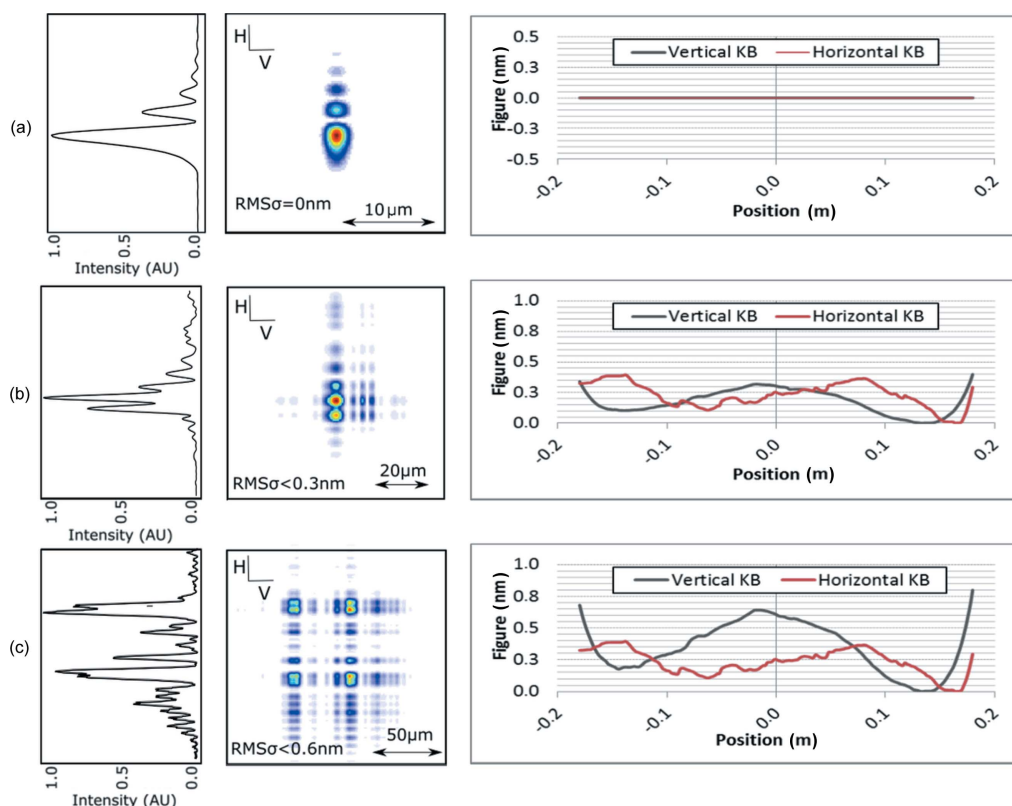 (a)
1.0
0.5
0.0
Intensity (AU)
H
V
RMSσ=0nm
10μm
Figure (nm)
0.5
0.3
0.0
-0.3
-0.5
Vertical KB
Horizontal KB
-0.2
-0.1
0.0
0.1
0.2
Position (m)
(b)
1.0
0.5
0.0
Intensity (AU)
H
V
RMSσ<0.3nm
20μm
Figure (nm)
1.0
0.8
0.5
0.3
0.0
Vertical KB
Horizontal KB
-0.2
-0.1
0.0
0.1
0.2
Position (m)
(c)
1.0
0.5
0.0
Intensity (AU)
H
V
RMSσ<0.6nm
50μm
Figure (nm)
1.0
0.8
0.5
0.3
0.0
Vertical KB
Horizontal KB
-0.2
-0.1
0.0
0.1
0.2
Position (m)